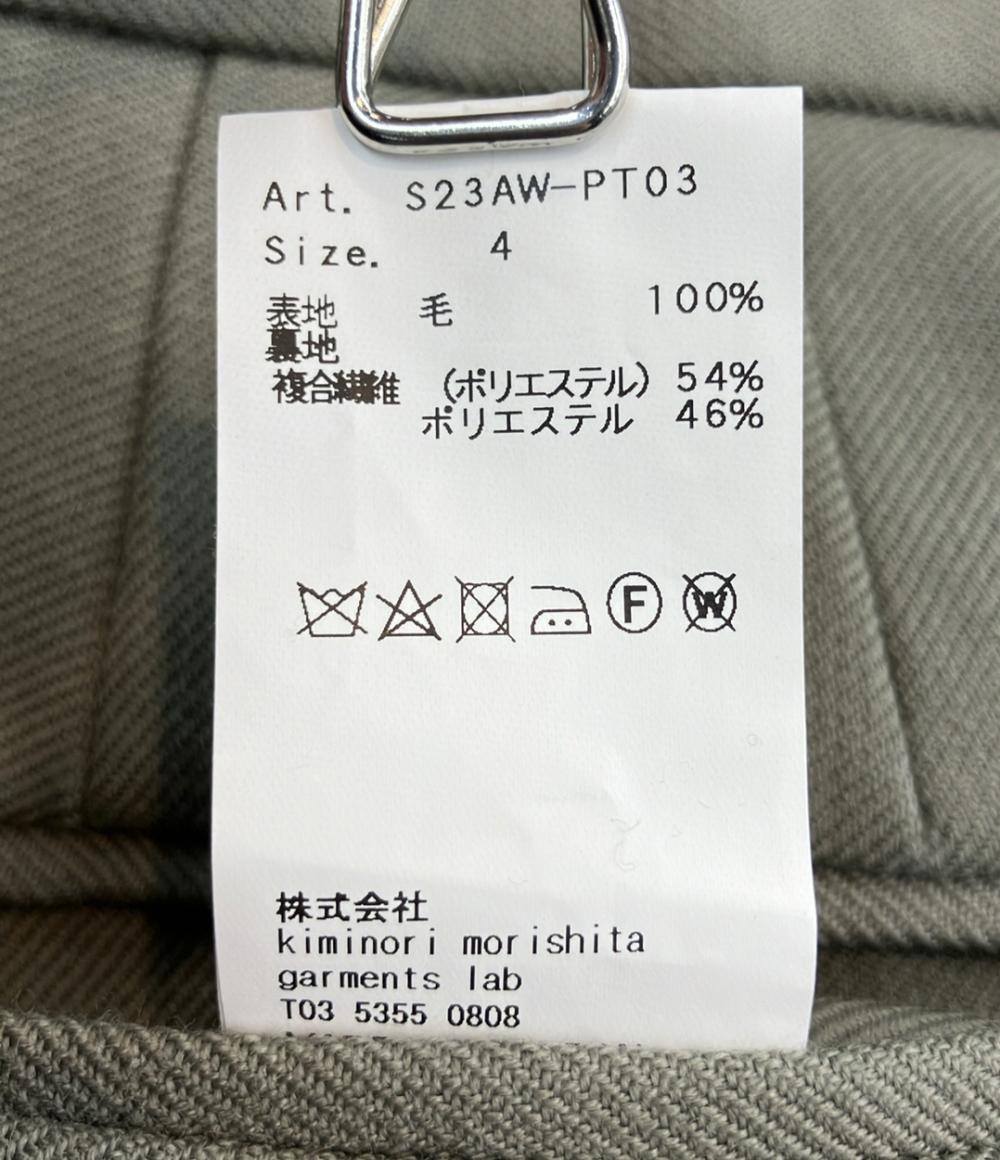 Art. S23AW-PT03
Size. 4
表地 毛 100%
裏地
複合繊維 (ポリエステル) 54%
ポリエステル 46%
F W
株式会社
kiminori morishita
garments lab
T03 5355 0808